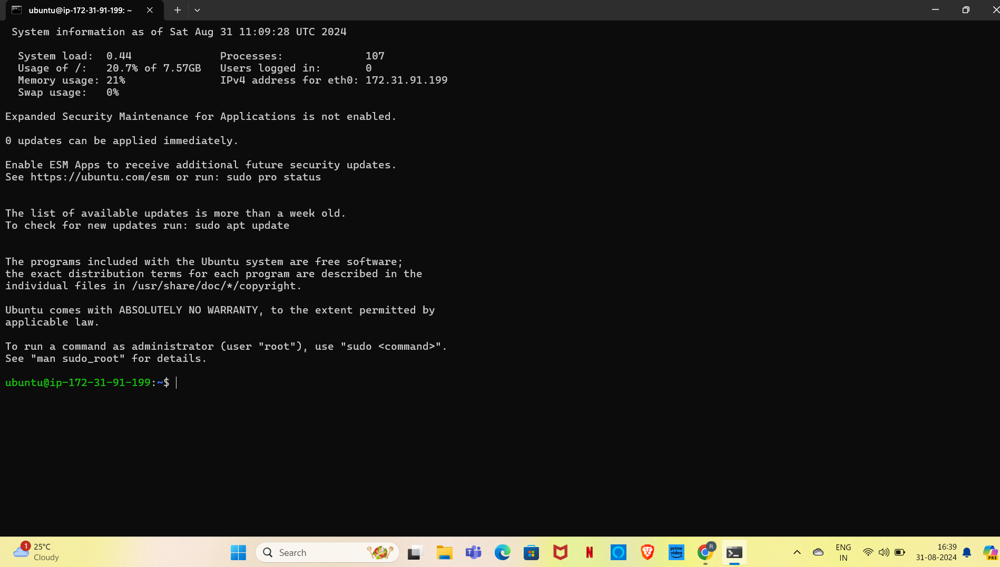 ubuntu@ip-172-31-91-199: ~
System information as of Sat Aug 31 11:09:28 UTC 2024
System load:  0.44              Processes:             107
Usage of /:   20.7% of 7.57GB   Users logged in:       0
Memory usage: 21%               IPv4 address for eth0: 172.31.91.199
Swap usage:   0%
Expanded Security Maintenance for Applications is not enabled.
0 updates can be applied immediately.
Enable ESM Apps to receive additional future security updates.
See https://ubuntu.com/esm or run: sudo pro status
The list of available updates is more than a week old.
To check for new updates run: sudo apt update
The programs included with the Ubuntu system are free software;
the exact distribution terms for each program are described in the
individual files in /usr/share/doc/*/copyright.
Ubuntu comes with ABSOLUTELY NO WARRANTY, to the extent permitted by
applicable law.
To run a command as administrator (user "root"), use "sudo <command>".
See "man sudo_root" for details.
ubuntu@ip-172-31-91-199:~$
1
25°C
Cloudy
Search
T
N
prime
video
R
ENG
IN
16:39
31-08-2024
PRE